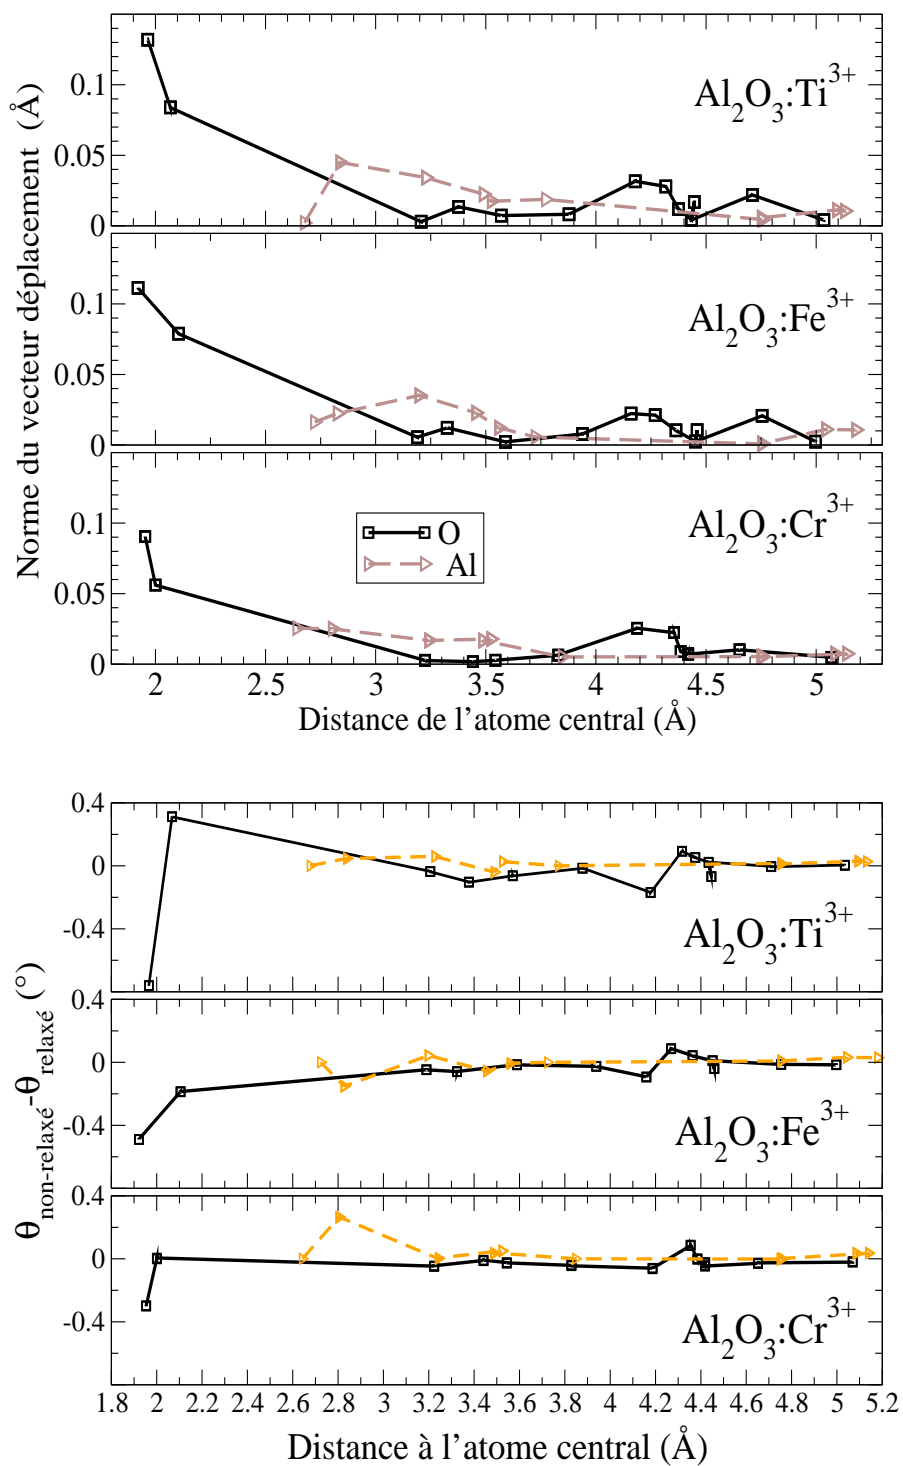 Norme du vecteur déplacement (Å)
0.1
0.05
0
Al₂O₃:Ti³⁺
0.1
0.05
0
Al₂O₃:Fe³⁺
0.1
0.05
0
Al₂O₃:Cr³⁺
O
Al
2 2.5 3 3.5 4 4.5 5
Distance de l'atome central (Å)
θnon-relaxé-θrelaxé (°)
0.4
0
-0.4
Al₂O₃:Ti³⁺
0.4
0
-0.4
Al₂O₃:Fe³⁺
0.4
0
-0.4
Al₂O₃:Cr³⁺
1.8 2 2.2 2.4 2.6 2.8 3 3.2 3.4 3.6 3.8 4 4.2 4.4 4.6 4.8 5 5.2
Distance à l'atome central (Å)